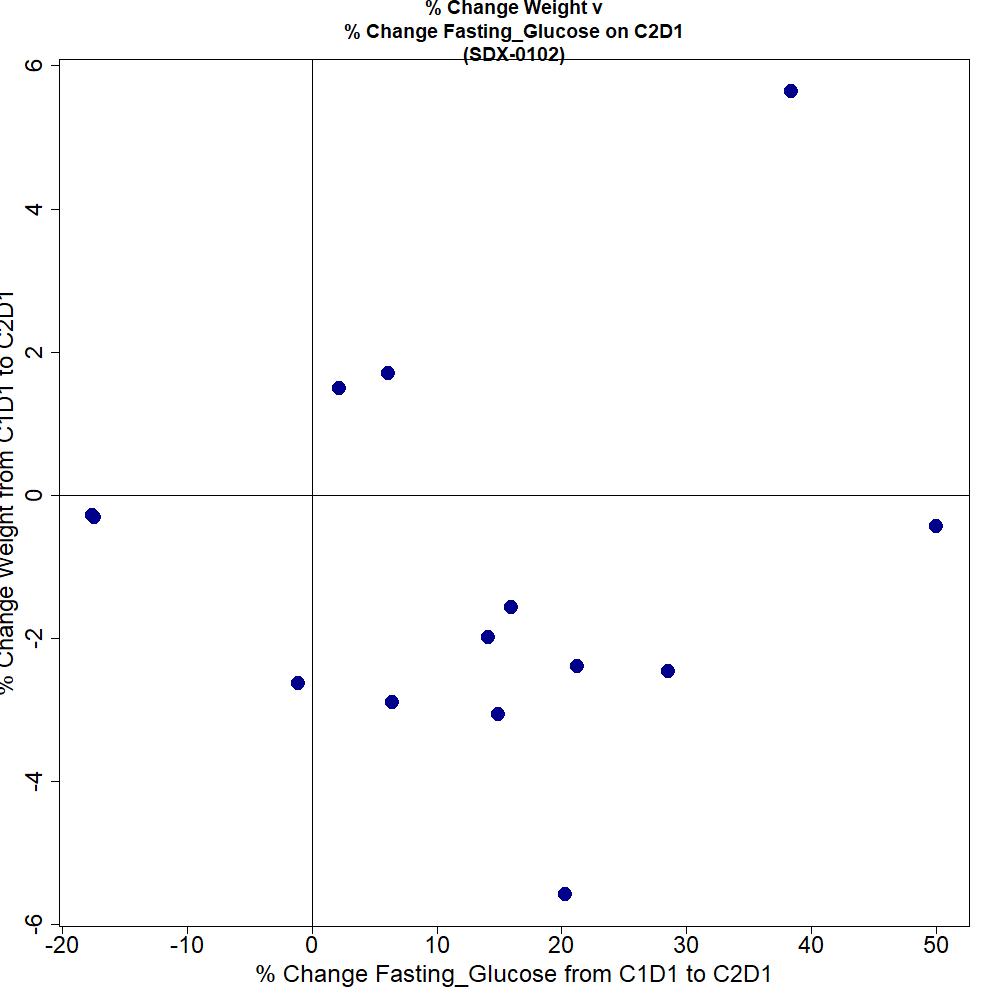 % Change Weight v
% Change Fasting_Glucose on C2D1
(SDX-0102)
6
4
2
0
-2
-4
-6
% Change Weight from C1D1 to C2D1
-20 -10 0 10 20 30 40 50
% Change Fasting_Glucose from C1D1 to C2D1